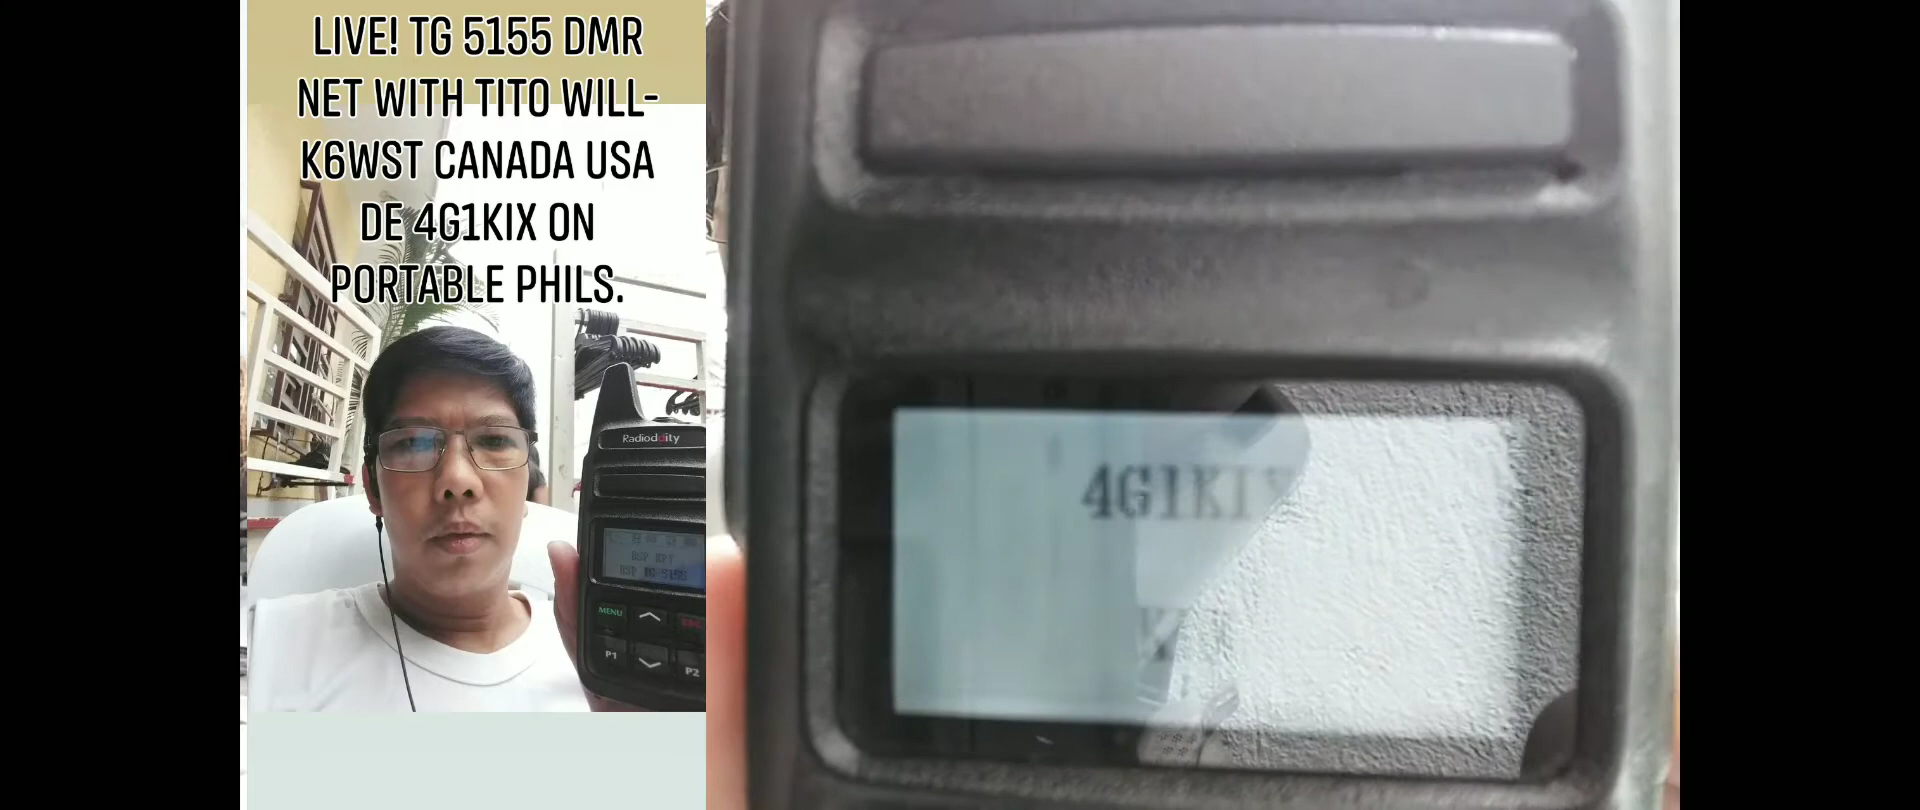 LIVE! TG 5155 DMR
NET WITH TITO WILL-
K6WST CANADA USA
DE 4G1KIX ON
PORTABLE PHILS.
Radioddity
MENU
P1
P2
4G1KIX